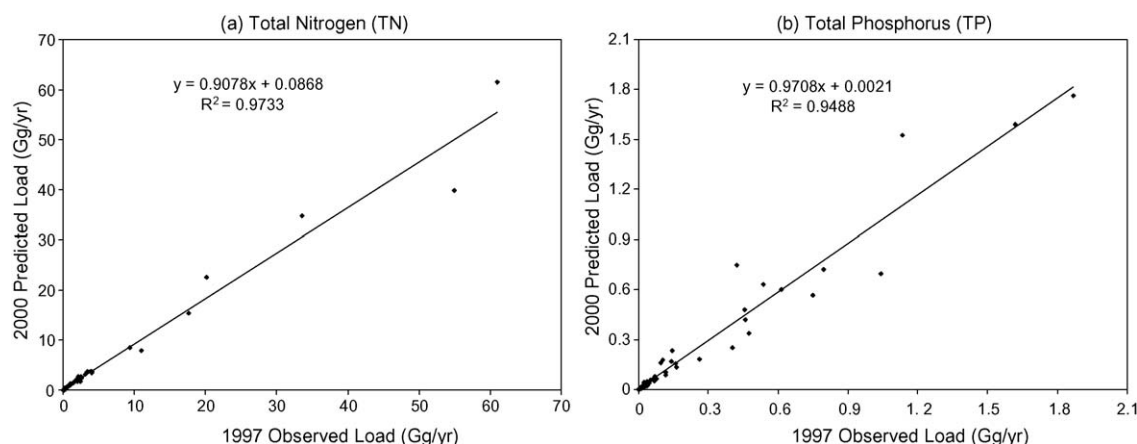 (a) Total Nitrogen (TN)
70
60
50
40
30
20
10
0
2000 Predicted Load (Gg/yr)
y = 0.9078x + 0.0868
R² = 0.9733
0 10 20 30 40 50 60 70
1997 Observed Load (Gg/yr)
(b) Total Phosphorus (TP)
2.1
1.8
1.5
1.2
0.9
0.6
0.3
0
2000 Predicted Load (Gg/yr)
y = 0.9708x + 0.0021
R² = 0.9488
0 0.3 0.6 0.9 1.2 1.5 1.8 2.1
1997 Observed Load (Gg/yr)